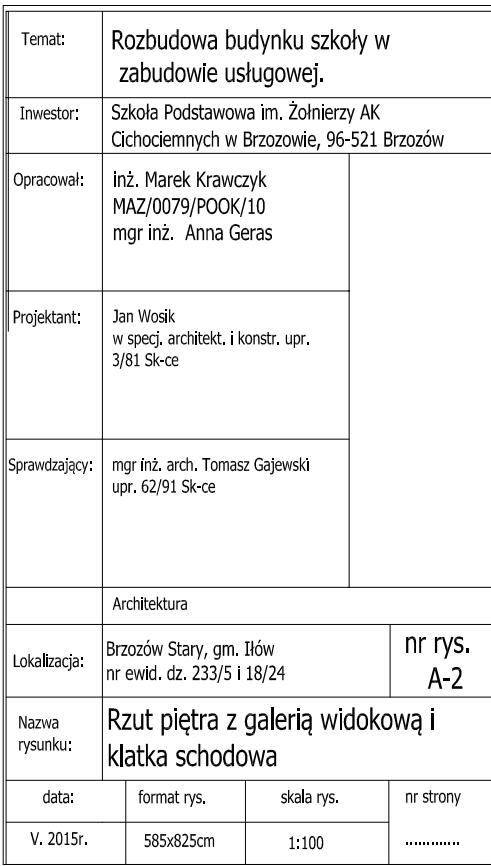 Temat:
Rozbudowa budynku szkoły w
zabudowie usługowej.
Inwestor:
Szkoła Podstawowa im. Żołnierzy AK
Cichociemnych w Brzozowie, 96-521 Brzozów
Opracował:
inż. Marek Krawczyk
MAZ/0079/POOK/10
mgr inż. Anna Geras
Projektant:
Jan Wosik
w specj. architekt. i konstr. upr.
3/81 Sk-ce
Sprawdzający:
mgr inż. arch. Tomasz Gajewski
upr. 62/91 Sk-ce
Architektura
Lokalizacja:
Brzozów Stary, gm. Iłów
nr ewid. dz. 233/5 i 18/24
nr rys.
A-2
Nazwa
rysunku:
Rzut piętra z galerią widokową i
klatka schodowa
data:
format rys.
skala rys.
nr strony
V. 2015r.
585x825cm
1:100
.............